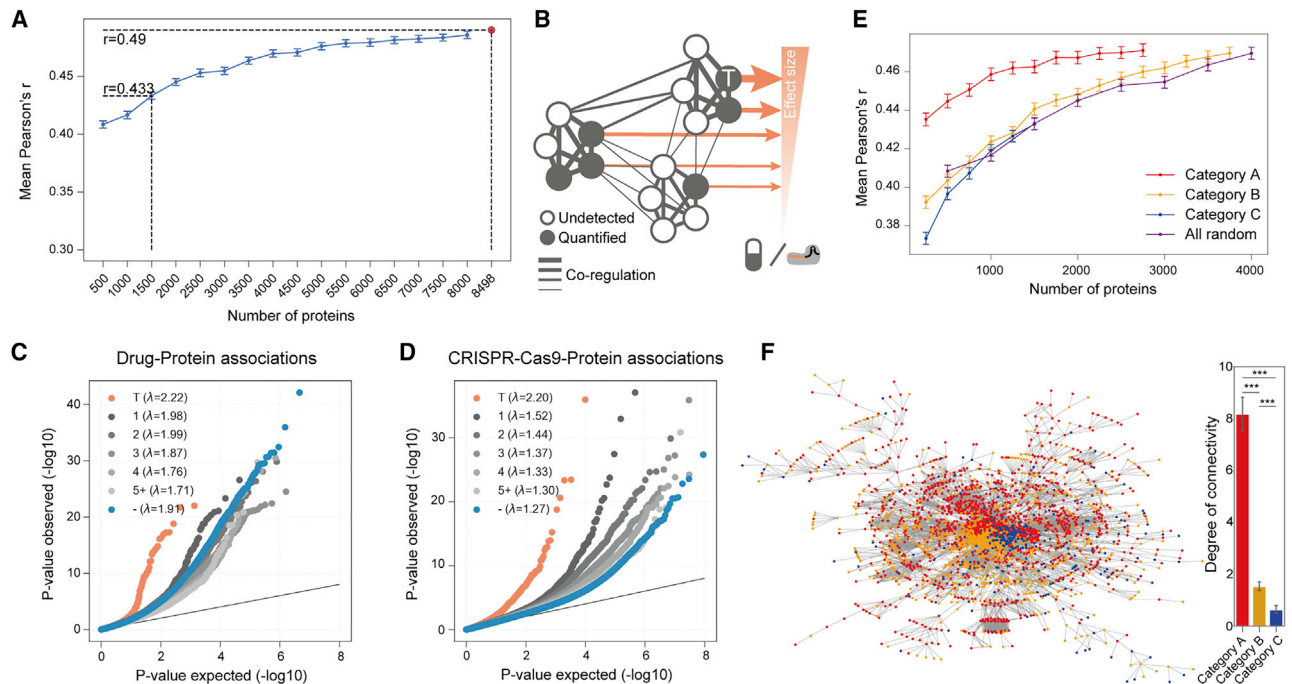 A
r=0.49
r=0.433
0.45
0.40
0.35
0.30
Mean Pearson's r
500
1000
1500
2000
2500
3000
3500
4000
4500
5000
5500
6000
6500
7000
7500
8000
8498
Number of proteins
B
T
Effect size
Undetected
Quantified
Co-regulation
E
0.46
0.44
0.42
0.40
0.38
Mean Pearson's r
Category A
Category B
Category C
All random
1000
2000
3000
4000
Number of proteins
C
Drug-Protein associations
T (λ=2.22)
1 (λ=1.98)
2 (λ=1.99)
3 (λ=1.87)
4 (λ=1.76)
5+ (λ=1.71)
- (λ=1.91)
40
30
20
10
0
P-value observed (-log10)
0 2 4 6 8
P-value expected (-log10)
D
CRISPR-Cas9-Protein associations
T (λ=2.20)
1 (λ=1.52)
2 (λ=1.44)
3 (λ=1.37)
4 (λ=1.33)
5+ (λ=1.30)
- (λ=1.27)
30
20
10
0
P-value observed (-log10)
0 2 4 6 8
P-value expected (-log10)
F
10
8
6
4
2
0
Degree of connectivity
***
***
***
Category A
Category B
Category C